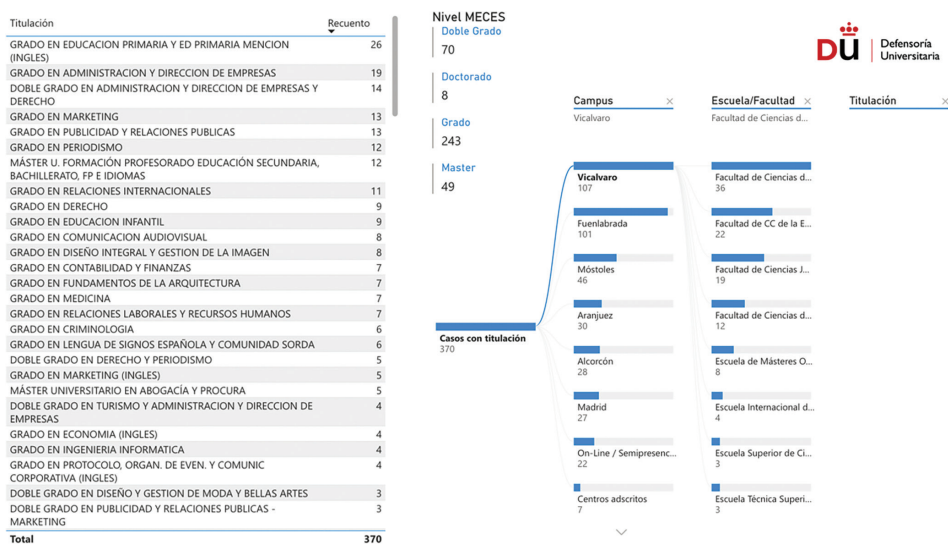 Titulación Recuento
GRADO EN EDUCACION PRIMARIA Y ED PRIMARIA MENCION 26
(INGLES)
GRADO EN ADMINISTRACION Y DIRECCION DE EMPRESAS 19
DOBLE GRADO EN ADMINISTRACION Y DIRECCION DE EMPRESAS Y 14
DERECHO
GRADO EN MARKETING 13
GRADO EN PUBLICIDAD Y RELACIONES PUBLICAS 13
GRADO EN PERIODISMO 12
MÁSTER U. FORMACIÓN PROFESORADO EDUCACIÓN SECUNDARIA, 12
BACHILLERATO, FP E IDIOMAS
GRADO EN RELACIONES INTERNACIONALES 11
GRADO EN DERECHO 9
GRADO EN EDUCACION INFANTIL 9
GRADO EN COMUNICACION AUDIOVISUAL 8
GRADO EN DISEÑO INTEGRAL Y GESTION DE LA IMAGEN 8
GRADO EN CONTABILIDAD Y FINANZAS 7
GRADO EN FUNDAMENTOS DE LA ARQUITECTURA 7
GRADO EN MEDICINA 7
GRADO EN RELACIONES LABORALES Y RECURSOS HUMANOS 7
GRADO EN CRIMINOLOGIA 6
GRADO EN LENGUA DE SIGNOS ESPAÑOLA Y COMUNIDAD SORDA 6
DOBLE GRADO EN DERECHO Y PERIODISMO 5
GRADO EN MARKETING (INGLES) 5
MÁSTER UNIVERSITARIO EN ABOGACÍA Y PROCURA 5
DOBLE GRADO EN TURISMO Y ADMINISTRACION Y DIRECCION DE 4
EMPRESAS
GRADO EN ECONOMIA (INGLES) 4
GRADO EN INGENIERIA INFORMATICA 4
GRADO EN PROTOCOLO, ORGAN. DE EVEN. Y COMUNIC 4
CORPORATIVA (INGLES)
DOBLE GRADO EN DISEÑO Y GESTION DE MODA Y BELLAS ARTES 3
DOBLE GRADO EN PUBLICIDAD Y RELACIONES PUBLICAS - 3
MARKETING
Total 370
Nivel MECES
Doble Grado
70
Doctorado
8
Grado
243
Master
49
DÜ
Defensoría
Universitaria
Casos con titulación
370
Campus
Vicalvaro
Vicalvaro
107
Fuenlabrada
101
Móstoles
46
Aranjuez
30
Alcorcón
28
Madrid
27
On-Line / Semipresenc...
22
Centros adscritos
7
Escuela/Facultad
Facultad de Ciencias d...
Facultad de Ciencias d...
36
Facultad de CC de la E...
22
Facultad de Ciencias J...
19
Facultad de Ciencias d...
12
Escuela de Másteres O...
8
Escuela Internacional d...
4
Escuela Superior de Ci...
3
Escuela Técnica Superi...
3
Titulación